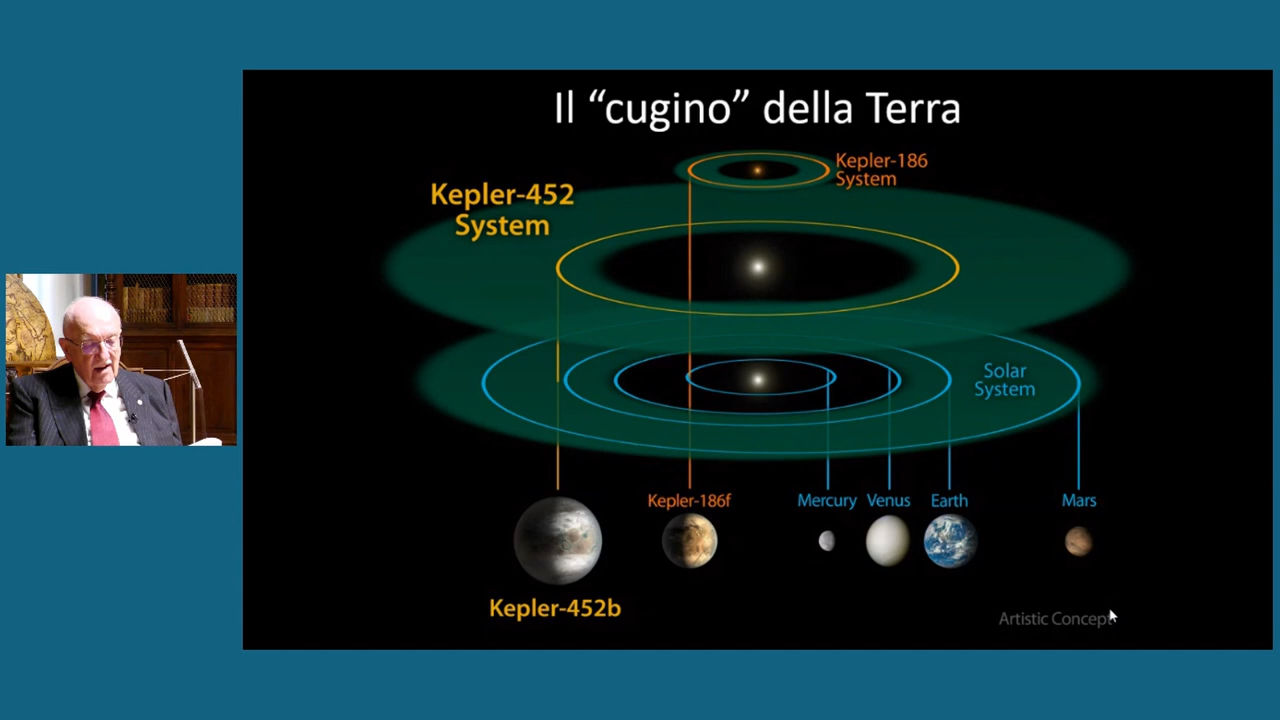 Il “cugino” della Terra
Kepler-186
System
Kepler-452
System
Solar
System
Kepler-186f
Mercury
Venus
Earth
Mars
Kepler-452b
Artistic Concept